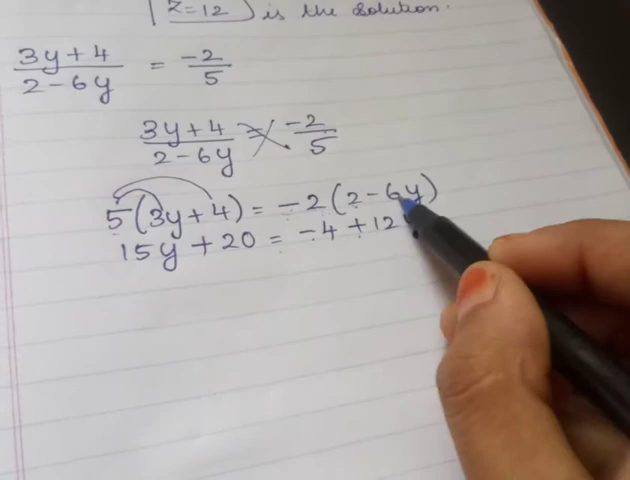 z=12 is the solution.
3y+4 / 2-6y = -2/5
3y+4 / 2-6y = -2/5
5(3y+4) = -2(2-6y)
15y+20 = -4+12